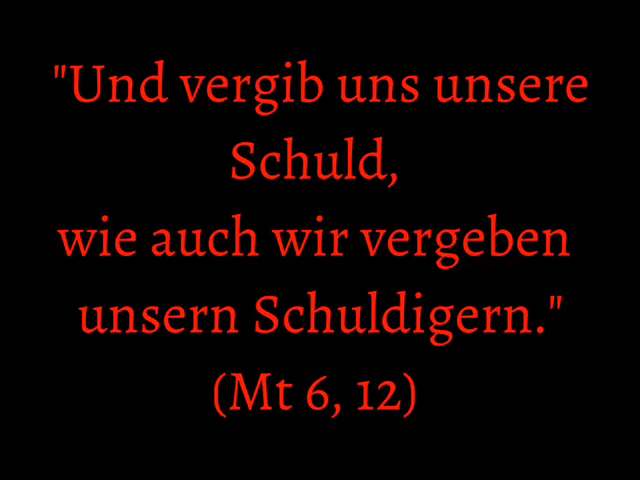 "Und vergib uns unsere
Schuld,
wie auch wir vergeben
unsern Schuldigern."
(Mt 6, 12)